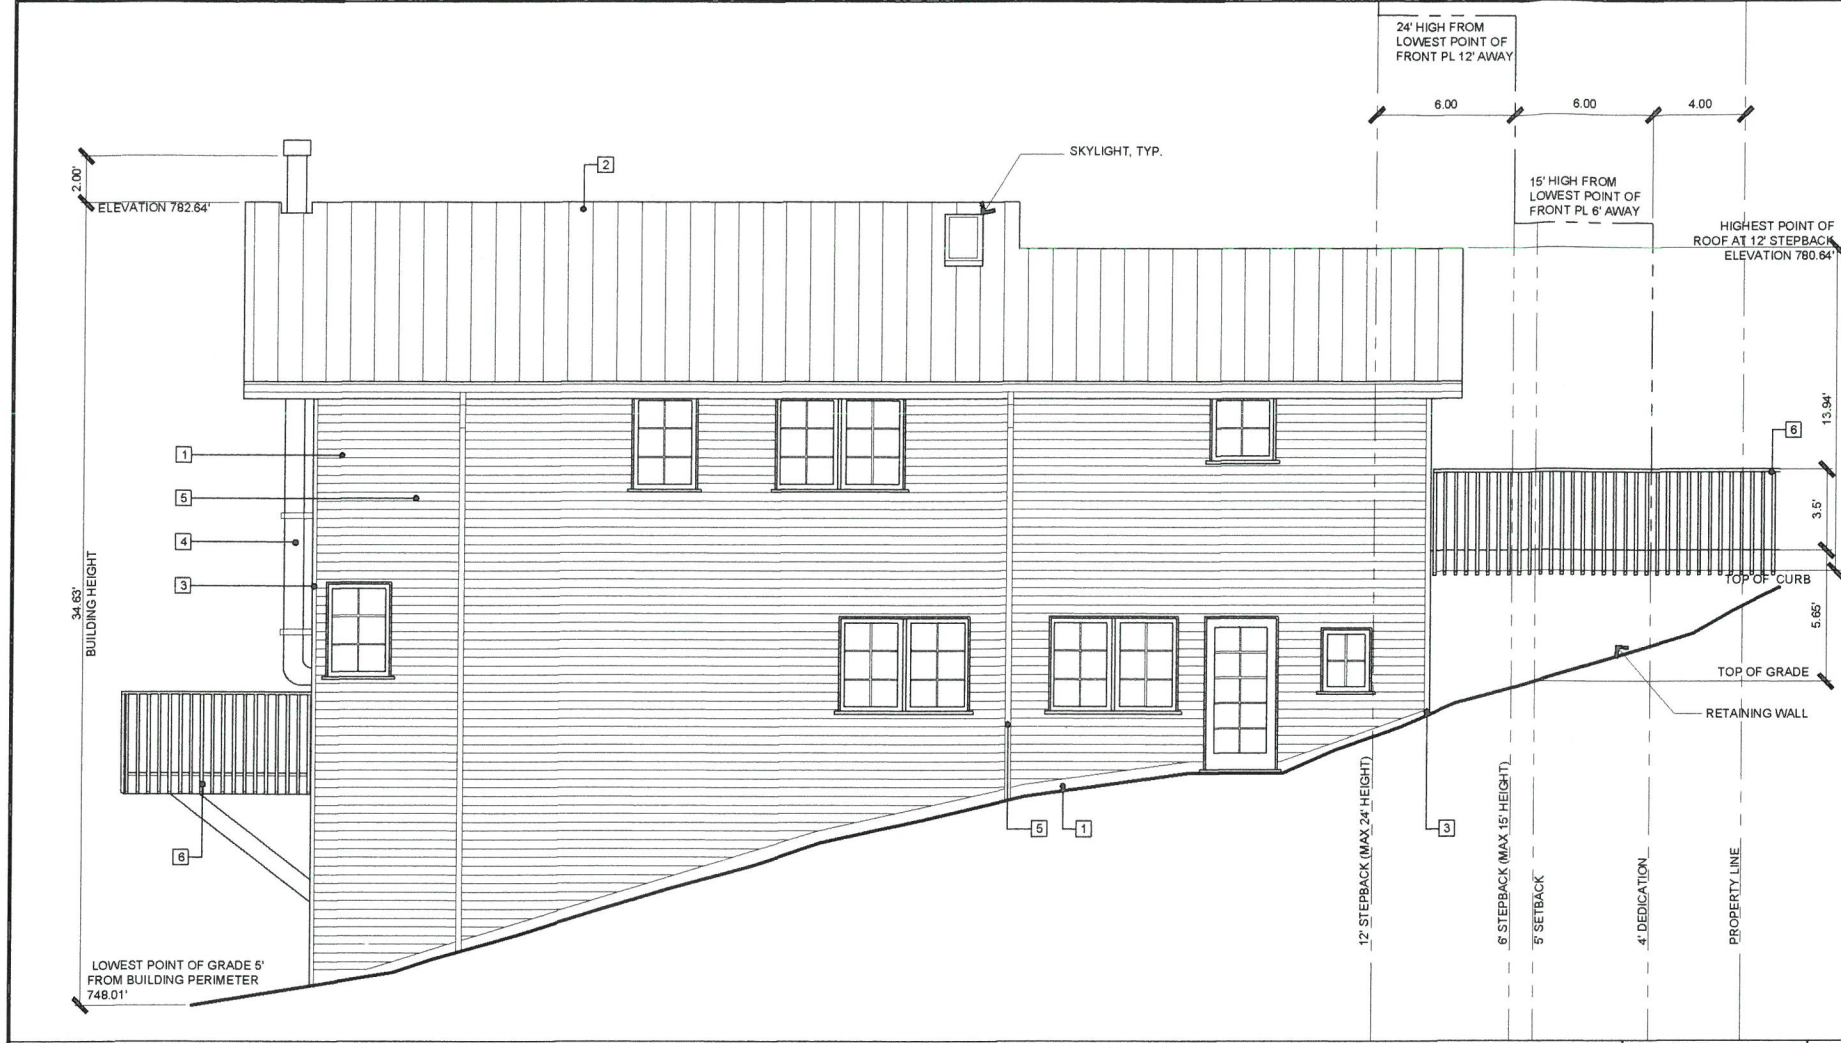 24' HIGH FROM
LOWEST POINT OF
FRONT PL 12' AWAY
6.00
6.00
4.00
SKYLIGHT, TYP.
2
2.00'
ELEVATION 782.64'
15' HIGH FROM
LOWEST POINT OF
FRONT PL 6' AWAY
HIGHEST POINT OF
ROOF AT 12' STEPBACK
ELEVATION 780.64'
13.94'
6
1
5
4
3
3.5'
TOP OF CURB
5.65'
TOP OF GRADE
RETAINING WALL
34.63'
BUILDING HEIGHT
6
5
1
3
12' STEPBACK (MAX 24' HEIGHT)
6' STEPBACK (MAX 15' HEIGHT)
5' SETBACK
4' DEDICATION
PROPERTY LINE
LOWEST POINT OF GRADE 5'
FROM BUILDING PERIMETER
748.01'